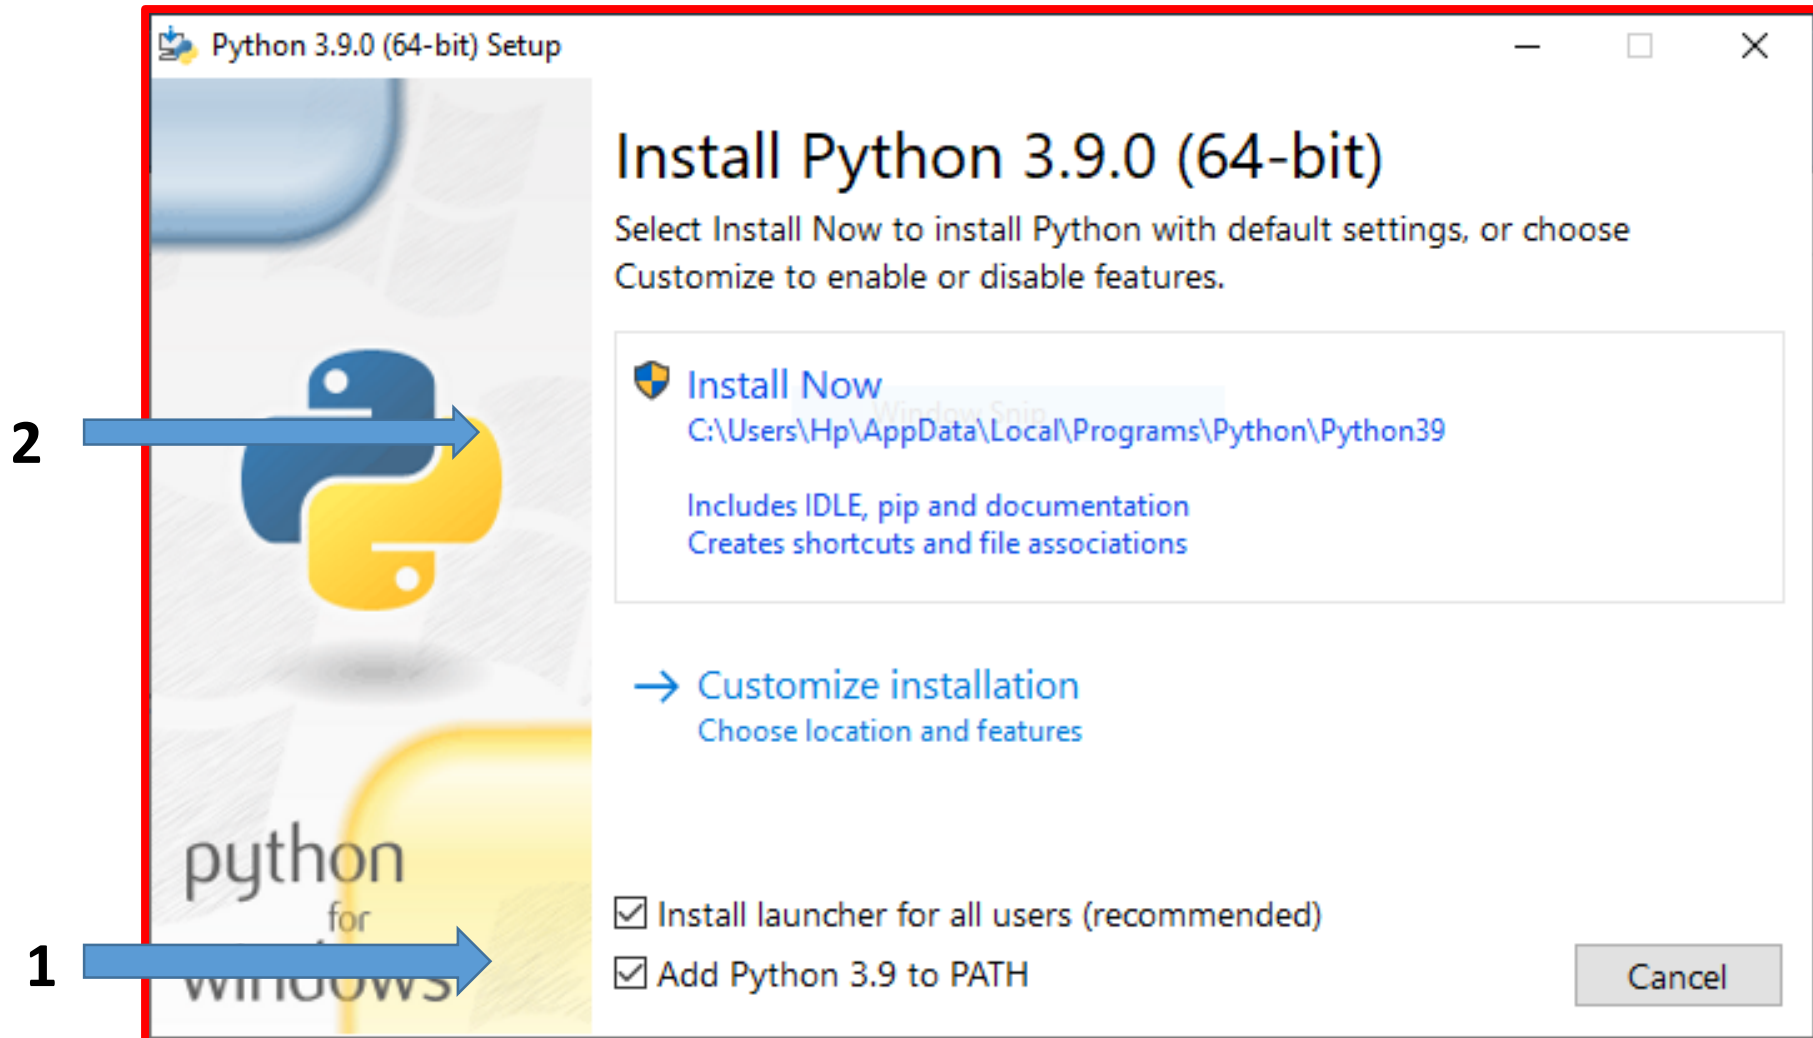 Python 3.9.0 (64-bit) Setup
Install Python 3.9.0 (64-bit)
Select Install Now to install Python with default settings, or choose
Customize to enable or disable features.
Install Now
Window Snip
C:\Users\Hp\AppData\Local\Programs\Python\Python39
Includes IDLE, pip and documentation
Creates shortcuts and file associations
2
Customize installation
Choose location and features
python
for
windows
Install launcher for all users (recommended)
1
Add Python 3.9 to PATH
Cancel